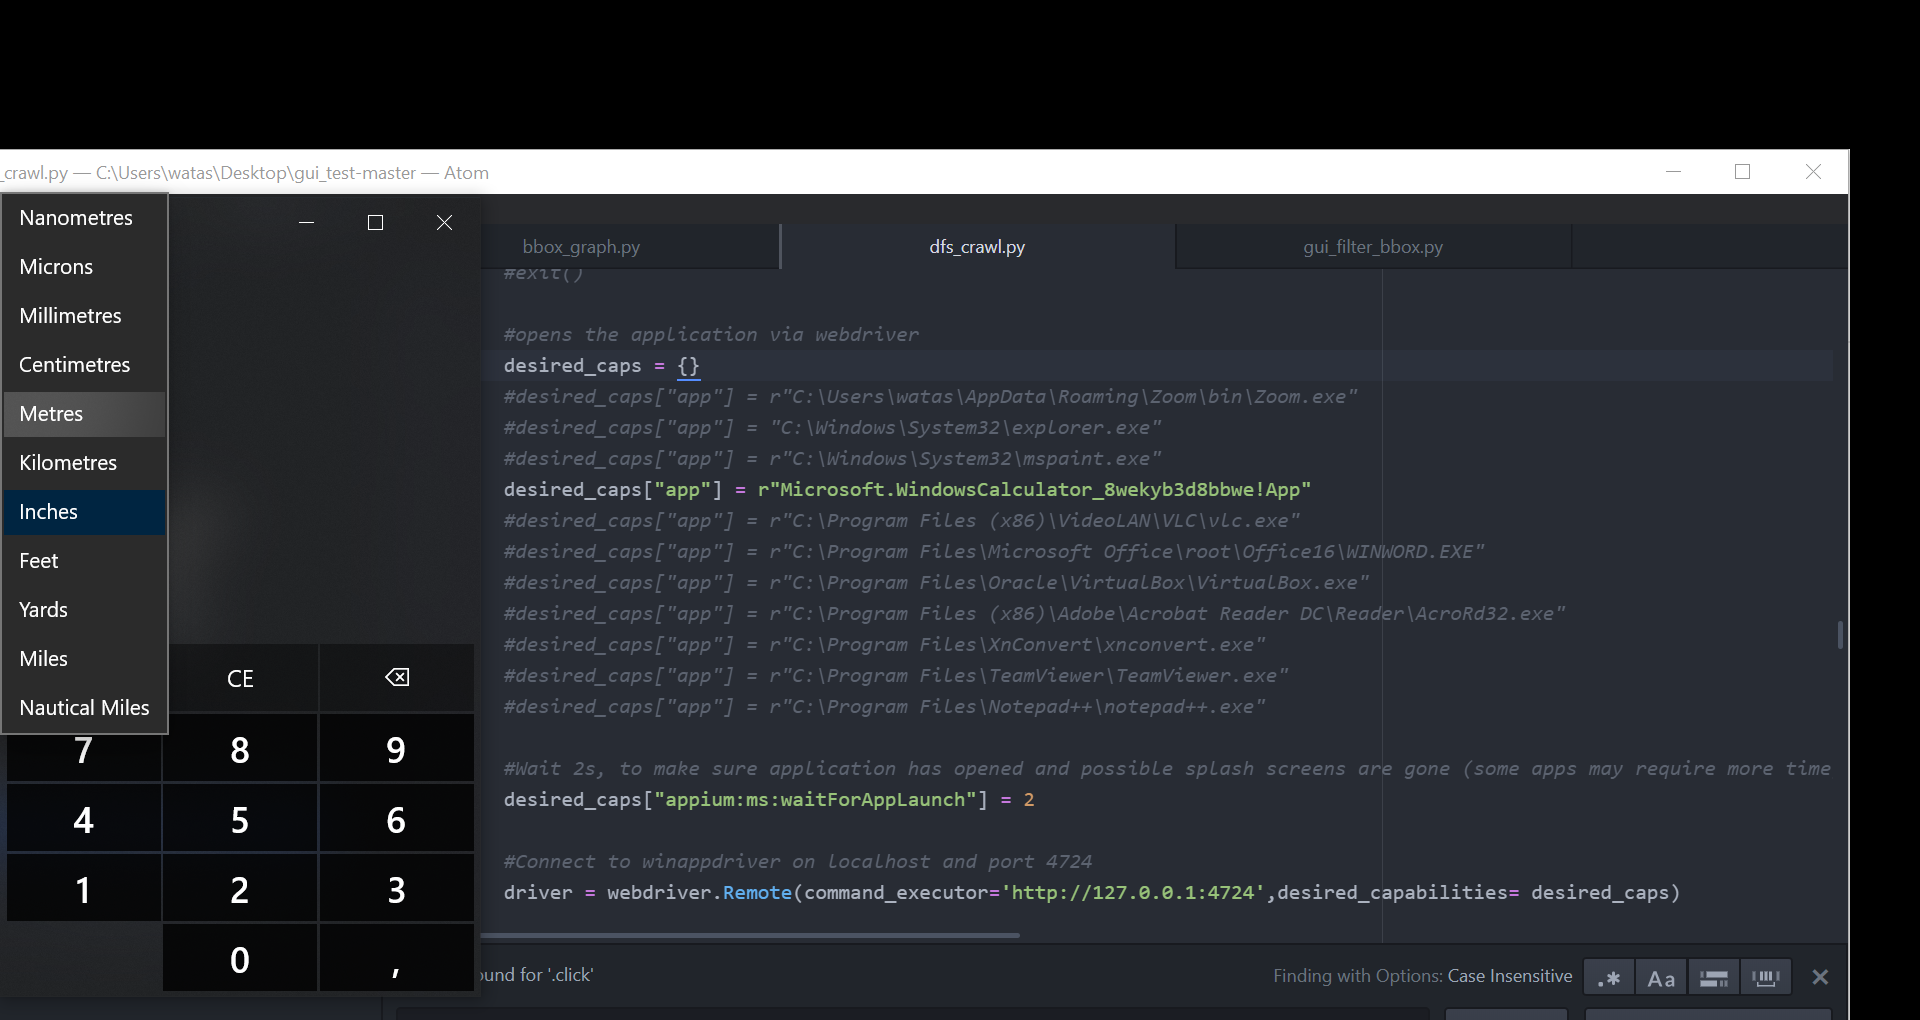 _crawl.py — C:\Users\watas\Desktop\gui_test-master — Atom
Nanometres
Microns
Millimetres
Centimetres
Metres
Kilometres
Inches
Feet
Yards
Miles
Nautical Miles
CE
7 8 9
4 5 6
1 2 3
0 ,
bbox_graph.py dfs_crawl.py gui_filter_bbox.py
#exit()
#opens the application via webdriver
desired_caps = {}
#desired_caps["app"] = r"C:\Users\watas\AppData\Roaming\Zoom\bin\Zoom.exe"
#desired_caps["app"] = "C:\Windows\System32\explorer.exe"
#desired_caps["app"] = r"C:\Windows\System32\mspaint.exe"
desired_caps["app"] = r"Microsoft.WindowsCalculator_8wekyb3d8bbwe!App"
#desired_caps["app"] = r"C:\Program Files (x86)\VideoLAN\VLC\vlc.exe"
#desired_caps["app"] = r"C:\Program Files\Microsoft Office\root\Office16\WINWORD.EXE"
#desired_caps["app"] = r"C:\Program Files\Oracle\VirtualBox\VirtualBox.exe"
#desired_caps["app"] = r"C:\Program Files (x86)\Adobe\Acrobat Reader DC\Reader\AcroRd32.exe"
#desired_caps["app"] = r"C:\Program Files\XnConvert\xnconvert.exe"
#desired_caps["app"] = r"C:\Program Files\TeamViewer\TeamViewer.exe"
#desired_caps["app"] = r"C:\Program Files\Notepad++\notepad++.exe"
#Wait 2s, to make sure application has opened and possible splash screens are gone (some apps may require more time
desired_caps["appium:ms:waitForAppLaunch"] = 2
#Connect to winappdriver on localhost and port 4724
driver = webdriver.Remote(command_executor='http://127.0.0.1:4724',desired_capabilities= desired_caps)
und for '.click' Finding with Options: Case Insensitive .* Aa